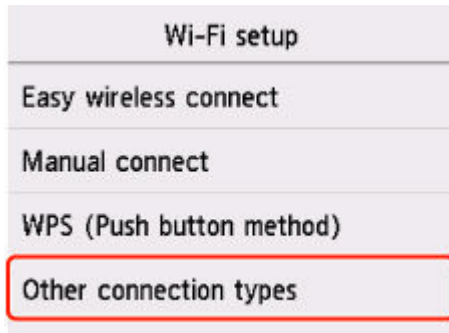 Wi-Fi setup
Easy wireless connect
Manual connect
WPS (Push button method)
Other connection types